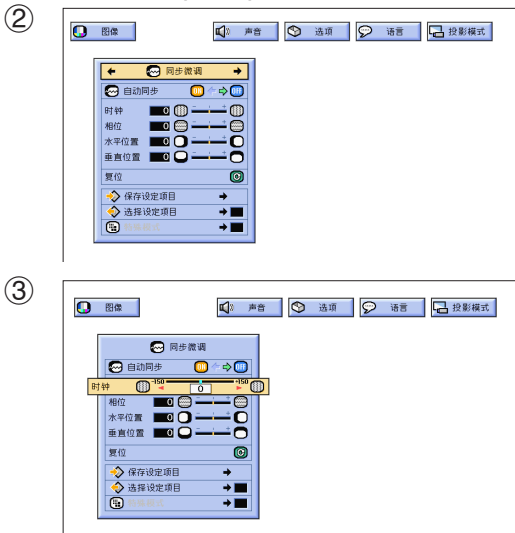 ②
图像 声音 选项 语言 投影模式
同步微调
自动同步 ON OFF
时钟 0 - +
相位 0 - +
水平位置 0 - +
垂直位置 0 - +
复位
保存设定项目
选择设定项目
③
图像 声音 选项 语言 投影模式
同步微调
自动同步 ON OFF
时钟 -150 0 +150
相位 0 - +
水平位置 0 - +
垂直位置 0 - +
复位
保存设定项目
选择设定项目